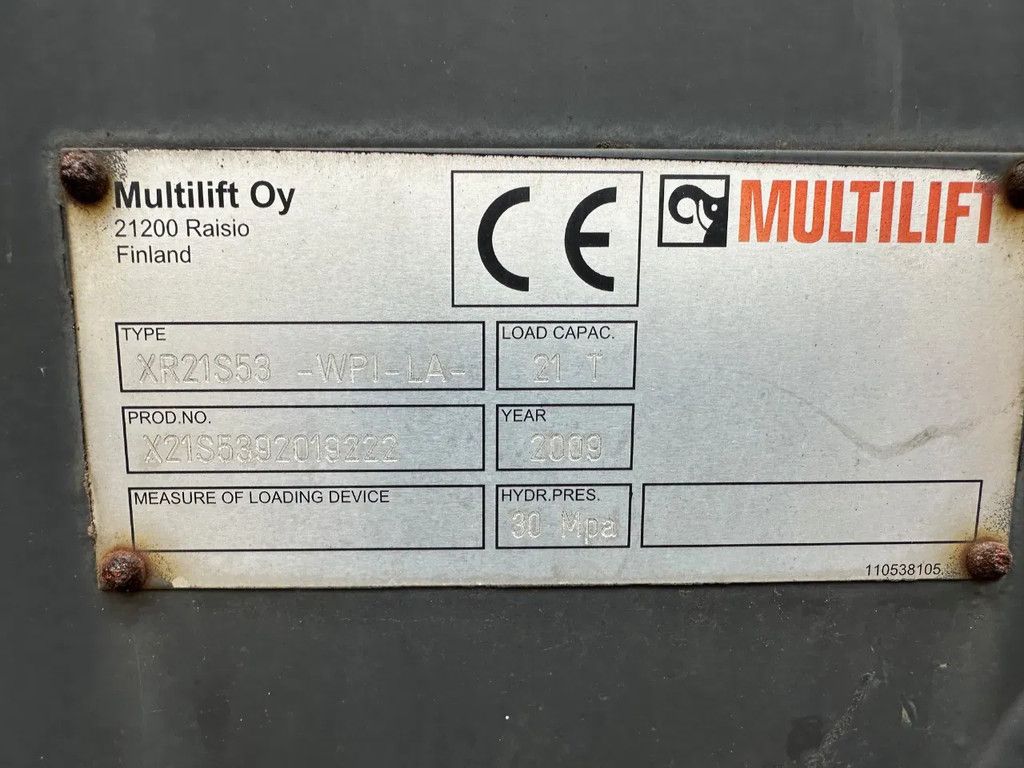 Multilift Oy
21200 Raisio
Finland
CE
MULTILIFT
TYPE
XR21S53 -WPI-LA-
LOAD CAPAC.
21 T
PROD.NO.
X21S5392019222
YEAR
2009
MEASURE OF LOADING DEVICE
HYDR.PRES.
30 Mpa
110538105